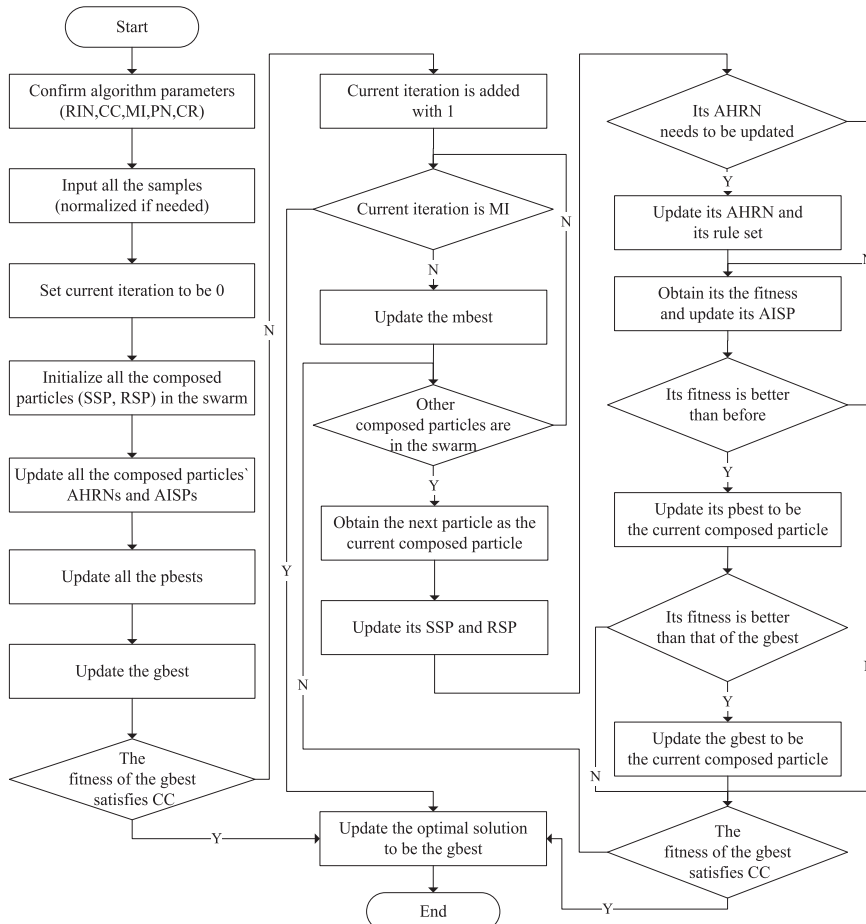 Start
Confirm algorithm parameters
(RIN,CC,MI,PN,CR)
Input all the samples
(normalized if needed)
Set current iteration to be 0
Initialize all the composed
particles (SSP, RSP) in the swarm
Update all the composed particles`
AHRNs and AISPs
Update all the pbests
Update the gbest
The
fitness of the gbest
satisfies CC
Y
N
Current iteration is added
with 1
Current iteration is MI
N
N
Y
Update the mbest
Other
composed particles are
in the swarm
Y
Obtain the next particle as the
current composed particle
Update its SSP and RSP
N
Update the optimal solution
to be the gbest
End
Its AHRN
needs to be updated
Y
Update its AHRN and
its rule set
N
Obtain its the fitness
and update its AISP
Its fitness is better
than before
Y
Update its pbest to be
the current composed particle
Its fitness is better
than that of the gbest
N
Y
Update the gbest to be
the current composed particle
N
The
fitness of the gbest
satisfies CC
Y